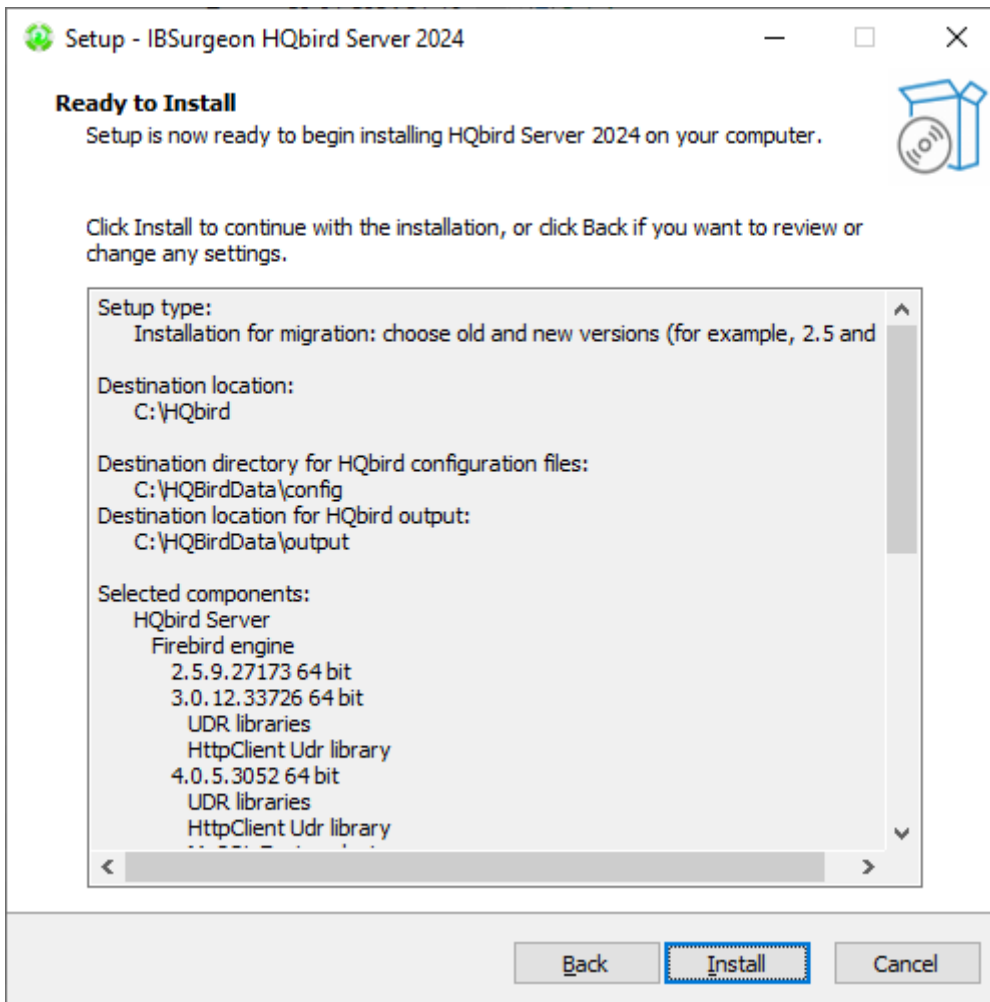 Setup - IBSurgeon HQbird Server 2024
Ready to Install
Setup is now ready to begin installing HQbird Server 2024 on your computer.
Click Install to continue with the installation, or click Back if you want to review or
change any settings.
Setup type:
Installation for migration: choose old and new versions (for example, 2.5 and
Destination location:
C:\HQbird
Destination directory for HQbird configuration files:
C:\HQBirdData\config
Destination location for HQbird output:
C:\HQBirdData\output
Selected components:
HQbird Server
Firebird engine
2.5.9.27173 64 bit
3.0.12.33726 64 bit
UDR libraries
HttpClient Udr library
4.0.5.3052 64 bit
UDR libraries
HttpClient Udr library
Back
Install
Cancel